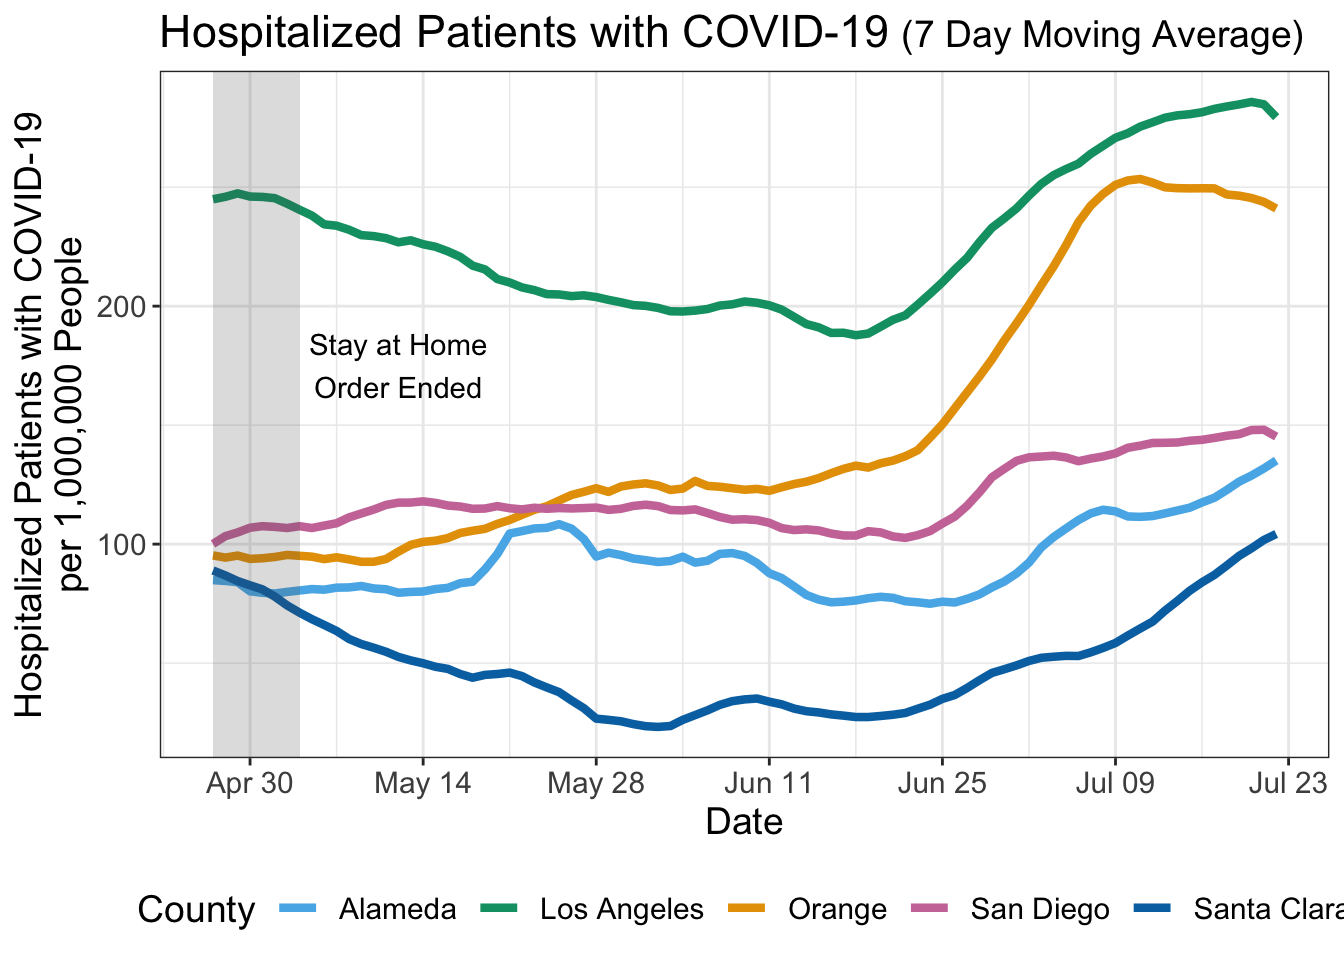 Hospitalized Patients with COVID-19 (7 Day Moving Average)
Hospitalized Patients with COVID-19
per 1,000,000 People
200
100
Stay at Home
Order Ended
Apr 30 May 14 May 28 Jun 11 Jun 25 Jul 09 Jul 23
Date
County Alameda Los Angeles Orange San Diego Santa Clara